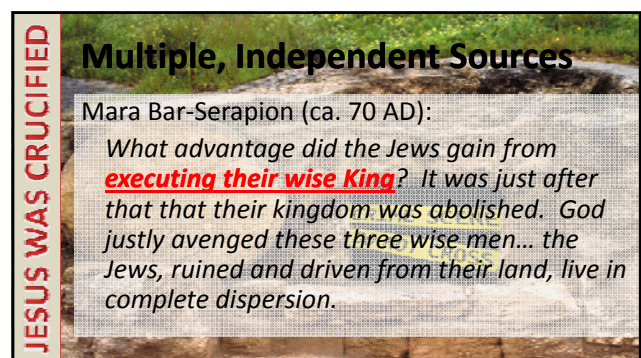 JESUS WAS CRUCIFIED
Multiple, Independent Sources
Mara Bar-Serapion (ca. 70 AD):
What advantage did the Jews gain from
executing their wise King? It was just after
that that their kingdom was abolished. God
justly avenged these three wise men... the
Jews, ruined and driven from their land, live in
complete dispersion.